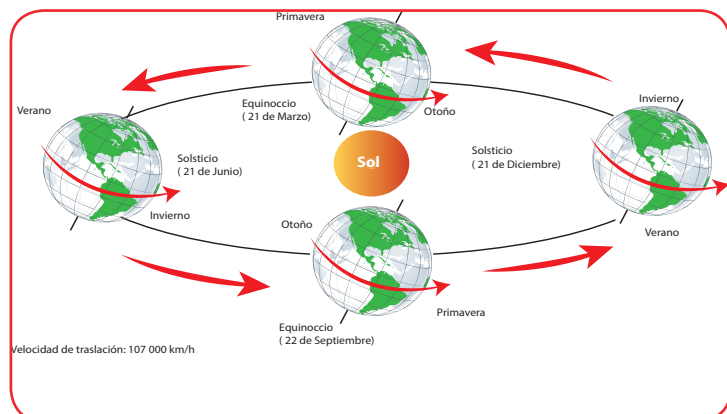 Primavera
Verano
Equinoccio
( 21 de Marzo)
Otoño
Invierno
Solsticio
( 21 de Junio)
Sol
Solsticio
( 21 de Diciembre)
Invierno
Otoño
Verano
Primavera
Equinoccio
( 22 de Septiembre)
Velocidad de traslación: 107 000 km/h